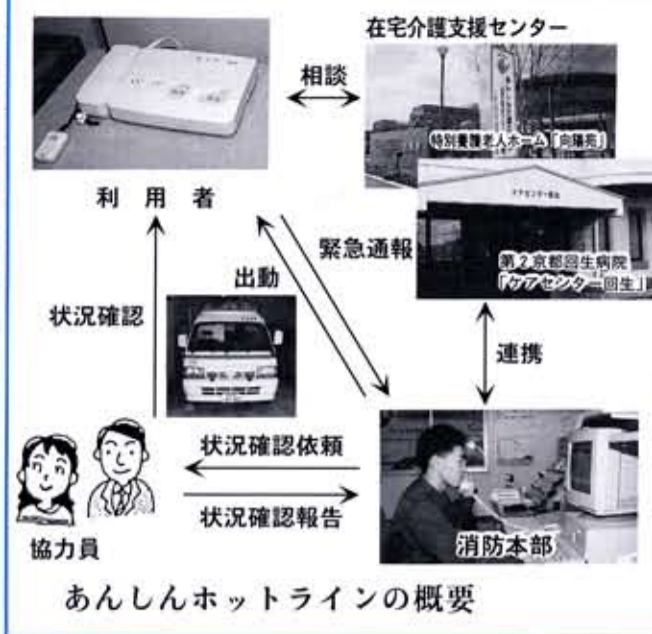 在宅介護支援センター
相談
特別養護老人ホーム「向陽苑」
利用者
緊急通報
第2京都回生病院
「ケアセンター回生」
出動
状況確認
連携
状況確認依頼
状況確認報告
協力員
消防本部
あんしんホットラインの概要